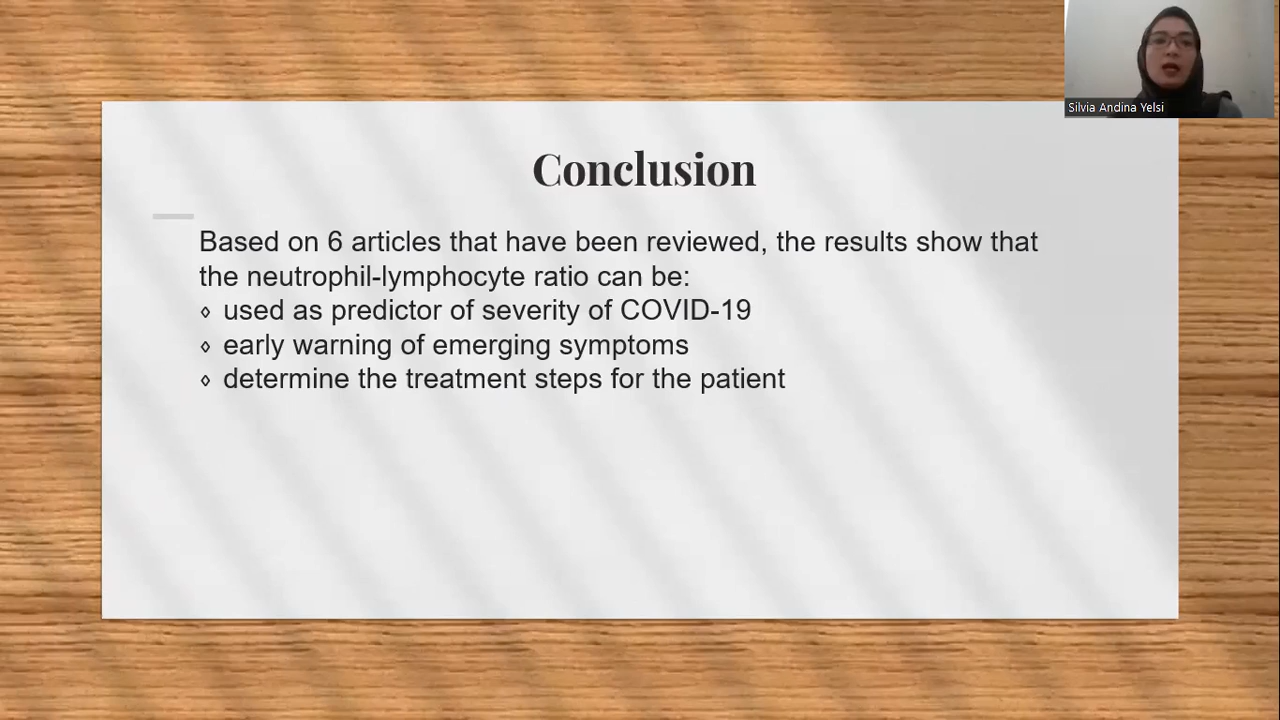 Silvia Andina Yelsi
Conclusion
Based on 6 articles that have been reviewed, the results show that
the neutrophil-lymphocyte ratio can be:
⬨ used as predictor of severity of COVID-19
⬨ early warning of emerging symptoms
⬨ determine the treatment steps for the patient